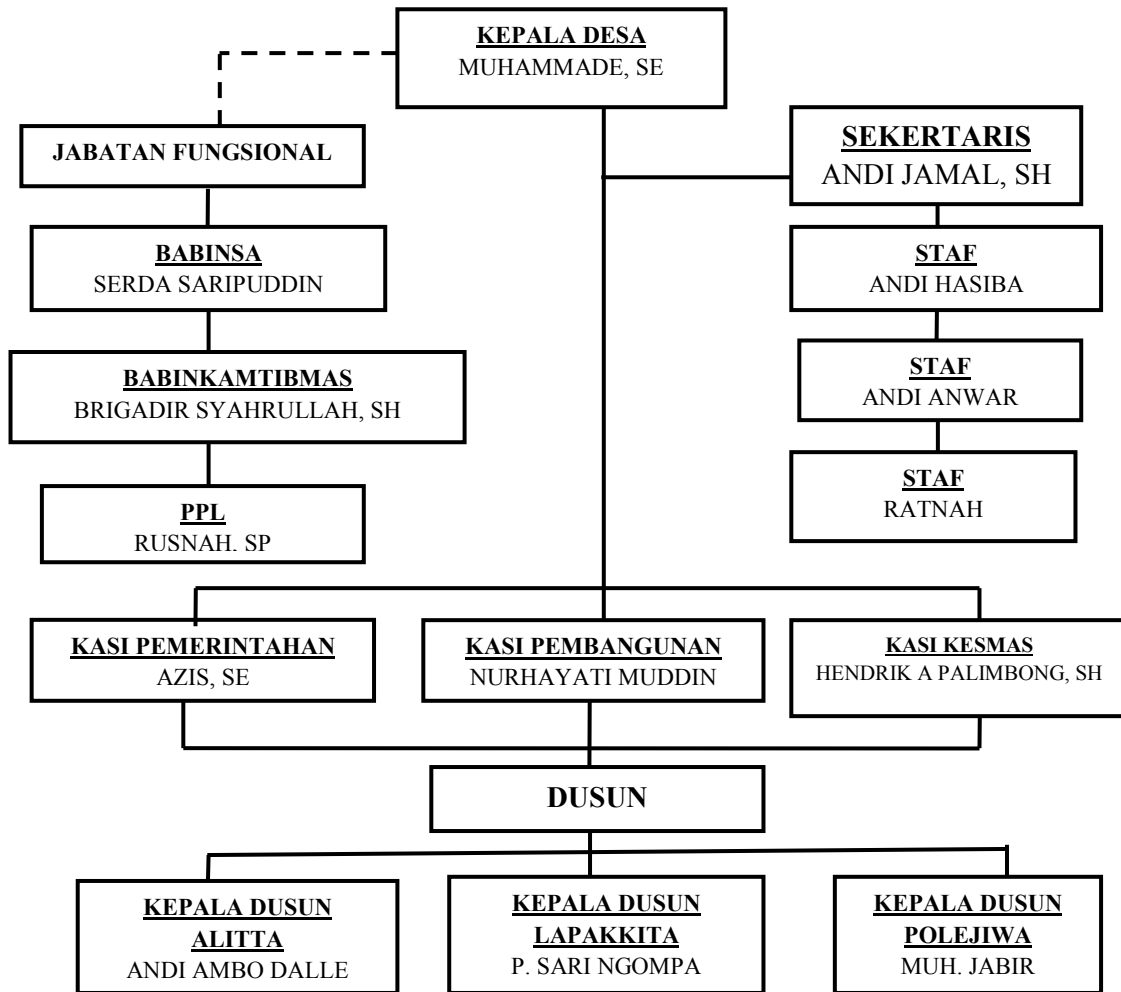 KEPALA DESA
MUHAMMADE, SE
JABATAN FUNGSIONAL
SEKERTARIS
ANDI JAMAL, SH
BABINSA
SERDA SARIPUDDIN
STAF
ANDI HASIBA
BABINKAMTIBMAS
BRIGADIR SYAHRULLAH, SH
STAF
ANDI ANWAR
PPL
RUSNAH. SP
STAF
RATNAH
KASI PEMERINTAHAN
AZIS, SE
KASI PEMBANGUNAN
NURHAYATI MUDDIN
KASI KESMAS
HENDRIK A PALIMBONG, SH
DUSUN
KEPALA DUSUN
ALITTA
ANDI AMBO DALLE
KEPALA DUSUN
LAPAKKITA
P. SARI NGOMPA
KEPALA DUSUN
POLEJIWA
MUH. JABIR